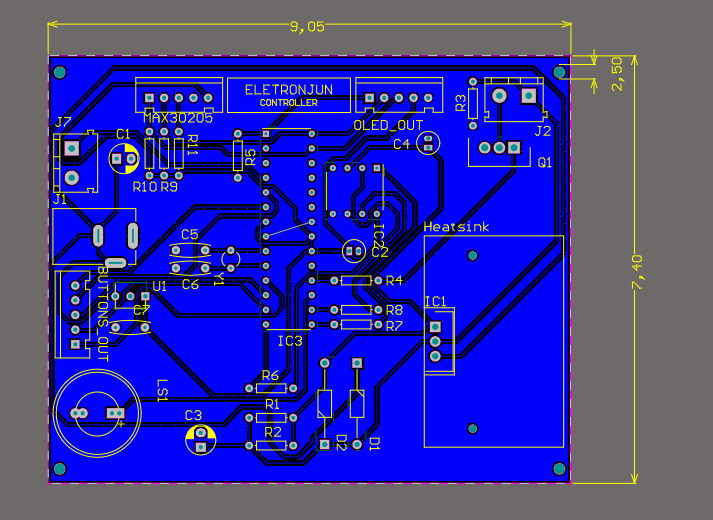 9,05
2,50
ELETRONJUN
CONTROLLER
J7
MAX30205
OLED_OUT
R3
J2
C1
R11
R5
C4
Q1
R10 R9
J1
Heatsink
C5
IC2
C2
C6
Y1
R4
7,40
BUTTONS_OUT
U1
C7
R8
R7
IC1
IC3
LS1
R6
R1
C3
R2
D2
D1
+